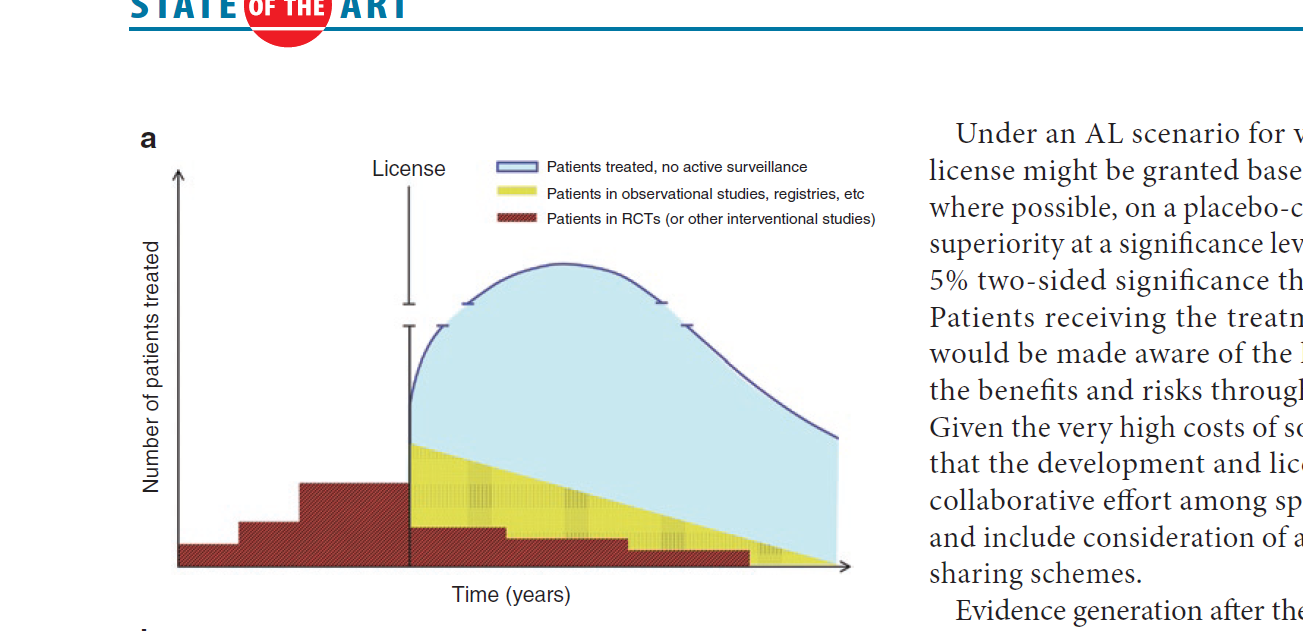 STATE OF THE ART
a
License
Patients treated, no active surveillance
Patients in observational studies, registries, etc
Patients in RCTs (or other interventional studies)
Number of patients treated
Time (years)
Under an AL scenario for
license might be granted base
where possible, on a placebo-c
superiority at a significance lev
5% two-sided significance th
Patients receiving the treatn
would be made aware of the
the benefits and risks through
Given the very high costs of so
that the development and lice
collaborative effort among sp
and include consideration of a
sharing schemes.
Evidence generation after the